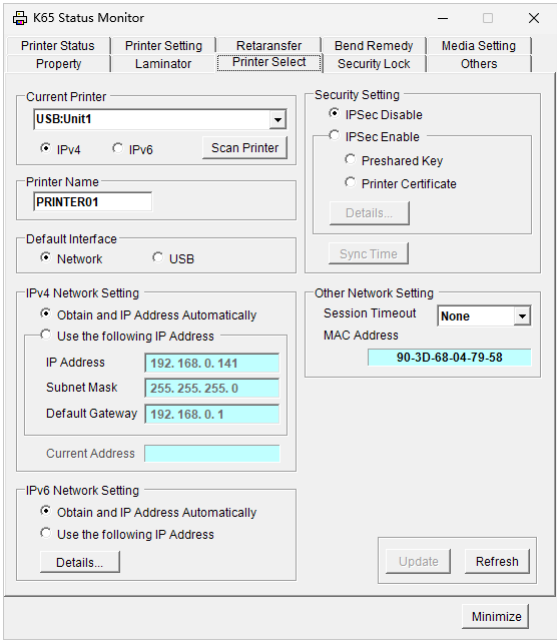 K65 Status Monitor
Printer Status Printer Setting Retaransfer Bend Remedy Media Setting
Property Laminator Printer Select Security Lock Others
Current Printer
USB:Unit1
IPv4 IPv6 Scan Printer
Printer Name
PRINTER01
Default Interface
Network USB
IPv4 Network Setting
Obtain and IP Address Automatically
Use the following IP Address
IP Address 192. 168. 0. 141
Subnet Mask 255. 255. 255. 0
Default Gateway 192. 168. 0. 1
Current Address
IPv6 Network Setting
Obtain and IP Address Automatically
Use the following IP Address
Details...
Security Setting
IPSec Disable
IPSec Enable
Preshared Key
Printer Certificate
Details...
Sync Time
Other Network Setting
Session Timeout None
MAC Address
90-3D-68-04-79-58
Update Refresh
Minimize